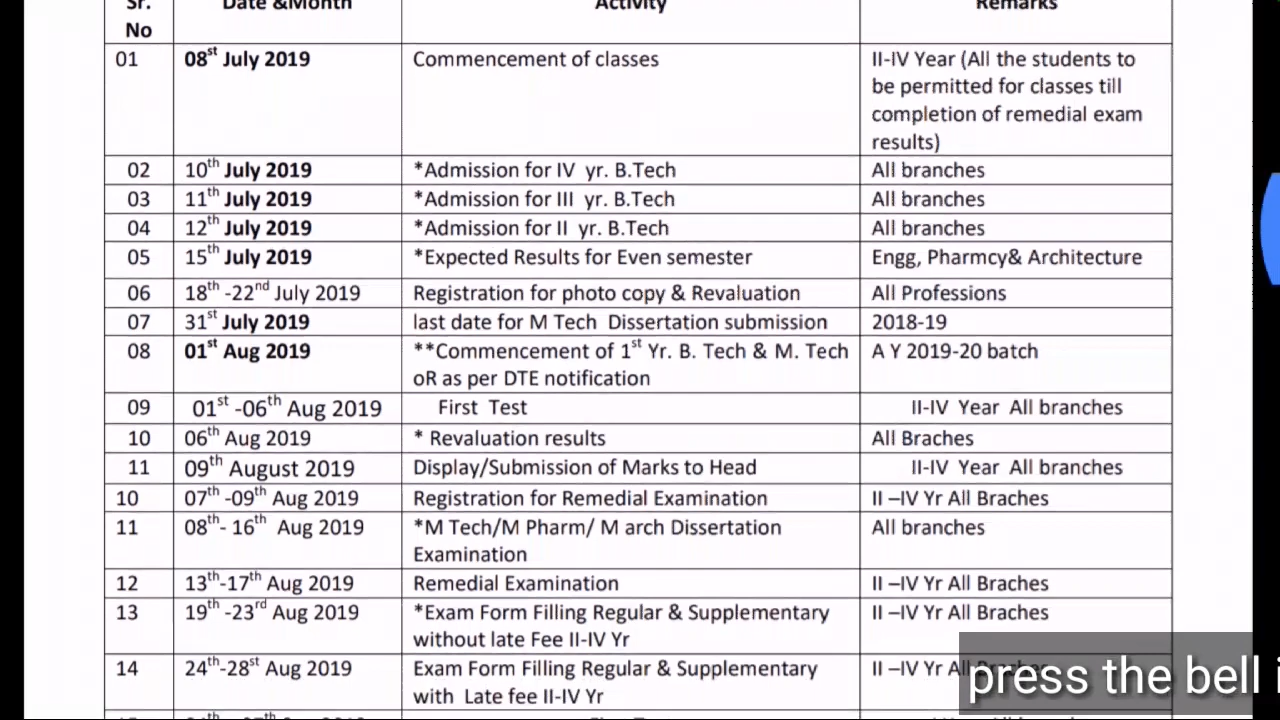 Sr. Date &Month Activity Remarks
No
01 08st July 2019 Commencement of classes II-IV Year (All the students to
be permitted for classes till
completion of remedial exam
results)
02 10th July 2019 *Admission for IV yr. B.Tech All branches
03 11th July 2019 *Admission for III yr. B.Tech All branches
04 12th July 2019 *Admission for II yr. B.Tech All branches
05 15th July 2019 *Expected Results for Even semester Engg, Pharmcy& Architecture
06 18th -22nd July 2019 Registration for photo copy & Revaluation All Professions
07 31st July 2019 last date for M Tech Dissertation submission 2018-19
08 01st Aug 2019 **Commencement of 1st Yr. B. Tech & M. Tech A Y 2019-20 batch
oR as per DTE notification
09 01st -06th Aug 2019 First Test II-IV Year All branches
10 06th Aug 2019 * Revaluation results All Braches
11 09th August 2019 Display/Submission of Marks to Head II-IV Year All branches
10 07th -09th Aug 2019 Registration for Remedial Examination II –IV Yr All Braches
11 08th- 16th Aug 2019 *M Tech/M Pharm/ M arch Dissertation All branches
Examination
12 13th-17th Aug 2019 Remedial Examination II –IV Yr All Braches
13 19th -23rd Aug 2019 *Exam Form Filling Regular & Supplementary II –IV Yr All Braches
without late Fee II-IV Yr
14 24th-28st Aug 2019 Exam Form Filling Regular & Supplementary II –IV Yr All Braches
with Late fee II-IV Yr
press the bell i